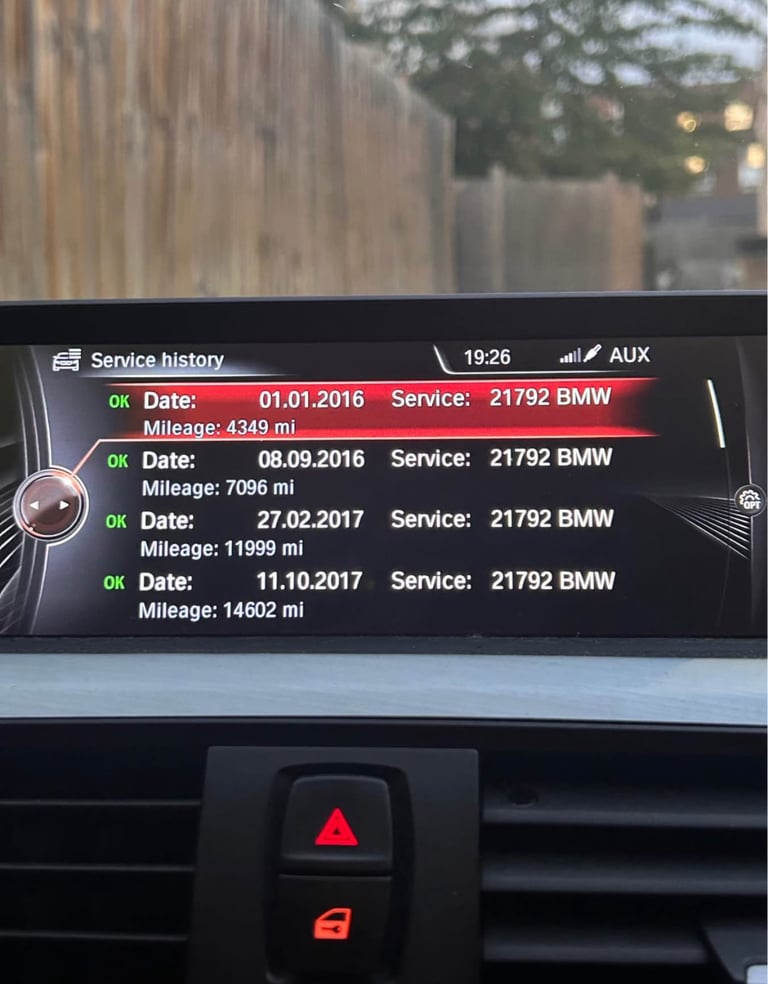 Service history 19:26 AUX
OK Date: 01.01.2016 Service: 21792 BMW
Mileage: 4349 mi
OK Date: 08.09.2016 Service: 21792 BMW
Mileage: 7096 mi
OK Date: 27.02.2017 Service: 21792 BMW
Mileage: 11999 mi
OPT
OK Date: 11.10.2017 Service: 21792 BMW
Mileage: 14602 mi